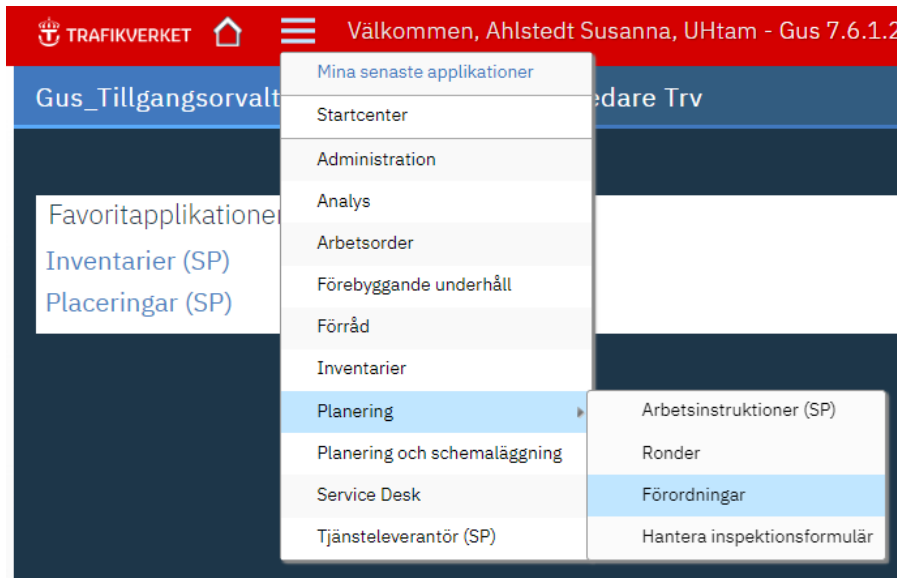 TRAFIKVERKET Välkommen, Ahlstedt Susanna, UHtam - Gus 7.6.1.2
Gus_Tillgangsorvalt edare Trv
Mina senaste applikationer
Startcenter
Administration
Analys
Arbetsorder
Förebyggande underhåll
Förråd
Inventarier
Planering
Planering och schemaläggning
Service Desk
Tjänsteleverantör (SP)
Favoritapplikationer
Inventarier (SP)
Placeringar (SP)
Arbetsinstruktioner (SP)
Ronder
Förordningar
Hantera inspektionsformulär